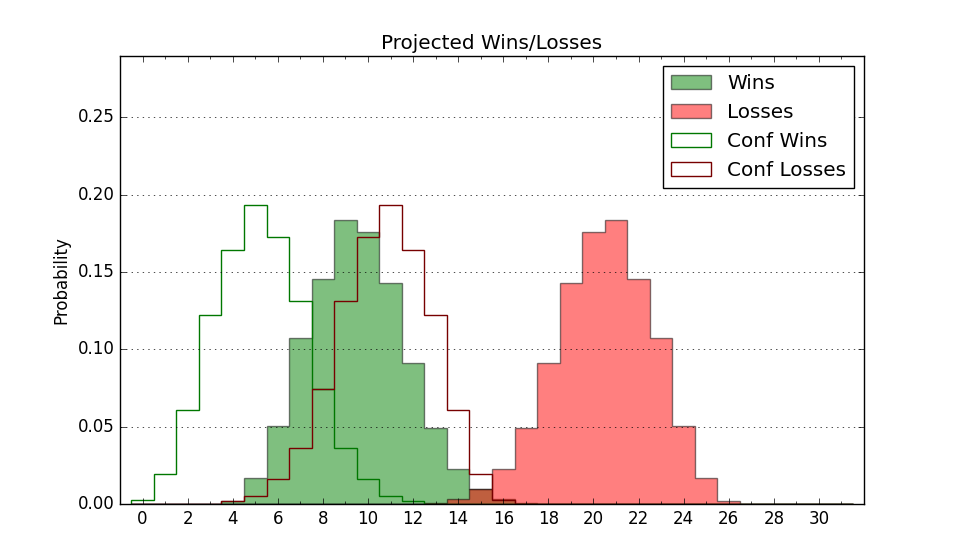 Projected Wins/Losses
Wins
Losses
Conf Wins
Conf Losses
Probability
0.25
0.20
0.15
0.10
0.05
0.00
0 2 4 6 8 10 12 14 16 18 20 22 24 26 28 30